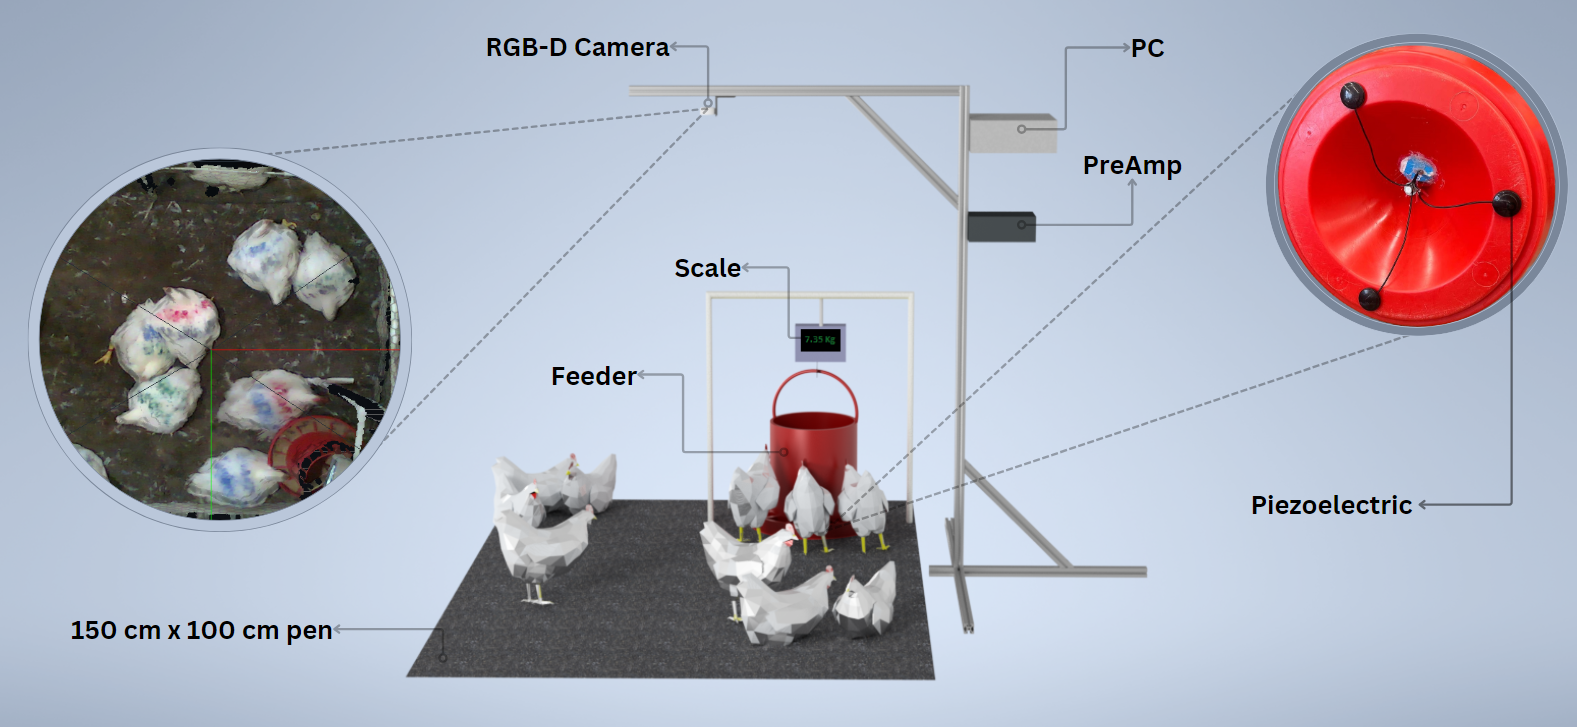 RGB-D Camera
PC
PreAmp
Scale
7.35 Kg
Feeder
Piezoelectric
150 cm x 100 cm pen